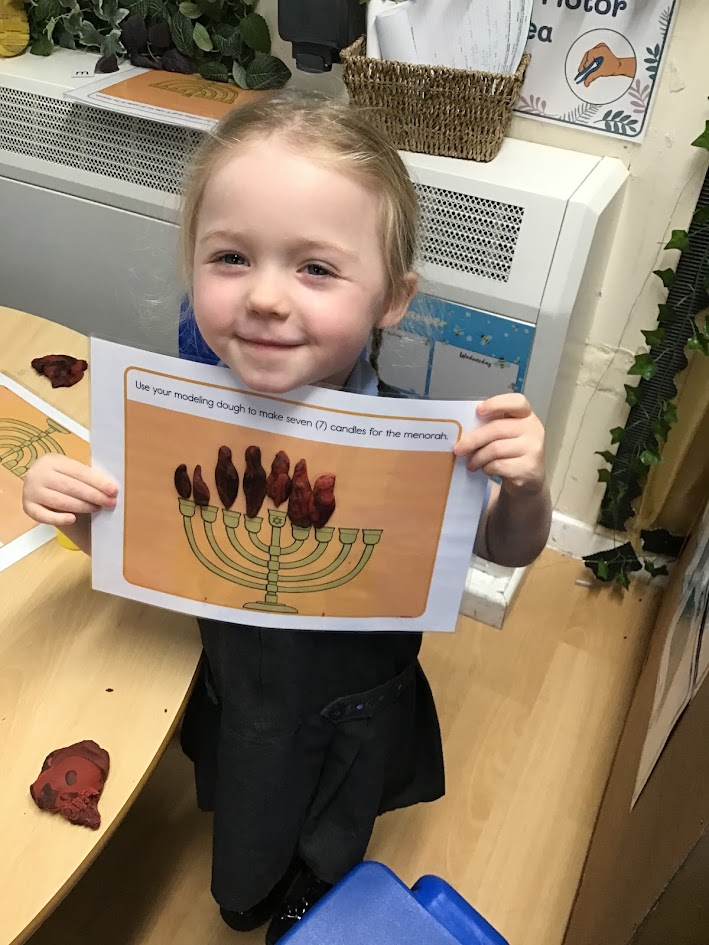 Motor
ea
Wednesday
Use your modeling dough to make seven (7) candles for the menorah.